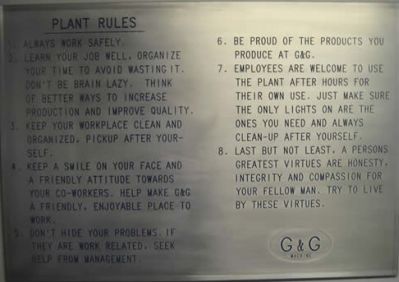 PLANT RULES
1. ALWAYS WORK SAFELY.
2. LEARN YOUR JOB WELL, ORGANIZE
YOUR TIME TO AVOID WASTING IT.
DON'T BE BRAIN LAZY. THINK
OF BETTER WAYS TO INCREASE
PRODUCTION AND IMPROVE QUALITY.
3. KEEP YOUR WORKPLACE CLEAN AND
ORGANIZED, PICKUP AFTER YOUR-
SELF.
4. KEEP A SMILE ON YOUR FACE AND
A FRIENDLY ATTITUDE TOWARDS
YOUR CO-WORKERS. HELP MAKE G&G
A FRIENDLY, ENJOYABLE PLACE TO
WORK.
5. DON'T HIDE YOUR PROBLEMS. IF
THEY ARE WORK RELATED, SEEK
HELP FROM MANAGEMENT.
6. BE PROUD OF THE PRODUCTS YOU
PRODUCE AT G&G.
7. EMPLOYEES ARE WELCOME TO USE
THE PLANT AFTER HOURS FOR
THEIR OWN USE. JUST MAKE SURE
THE ONLY LIGHTS ON ARE THE
ONES YOU NEED AND ALWAYS
CLEAN-UP AFTER YOURSELF.
8. LAST BUT NOT LEAST, A PERSONS
GREATEST VIRTUES ARE HONESTY,
INTEGRITY AND COMPASSION FOR
YOUR FELLOW MAN. TRY TO LIVE
BY THESE VIRTUES.
G & G